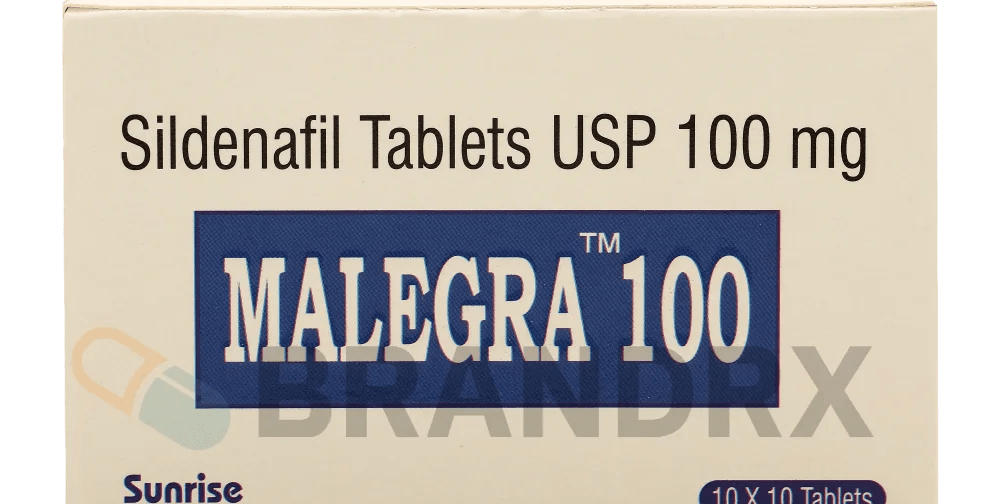 Sildenafil Tablets USP 100 mg
MALEGRA™ 100
BRANDRX
Sunrise
10 X 10 Tablets